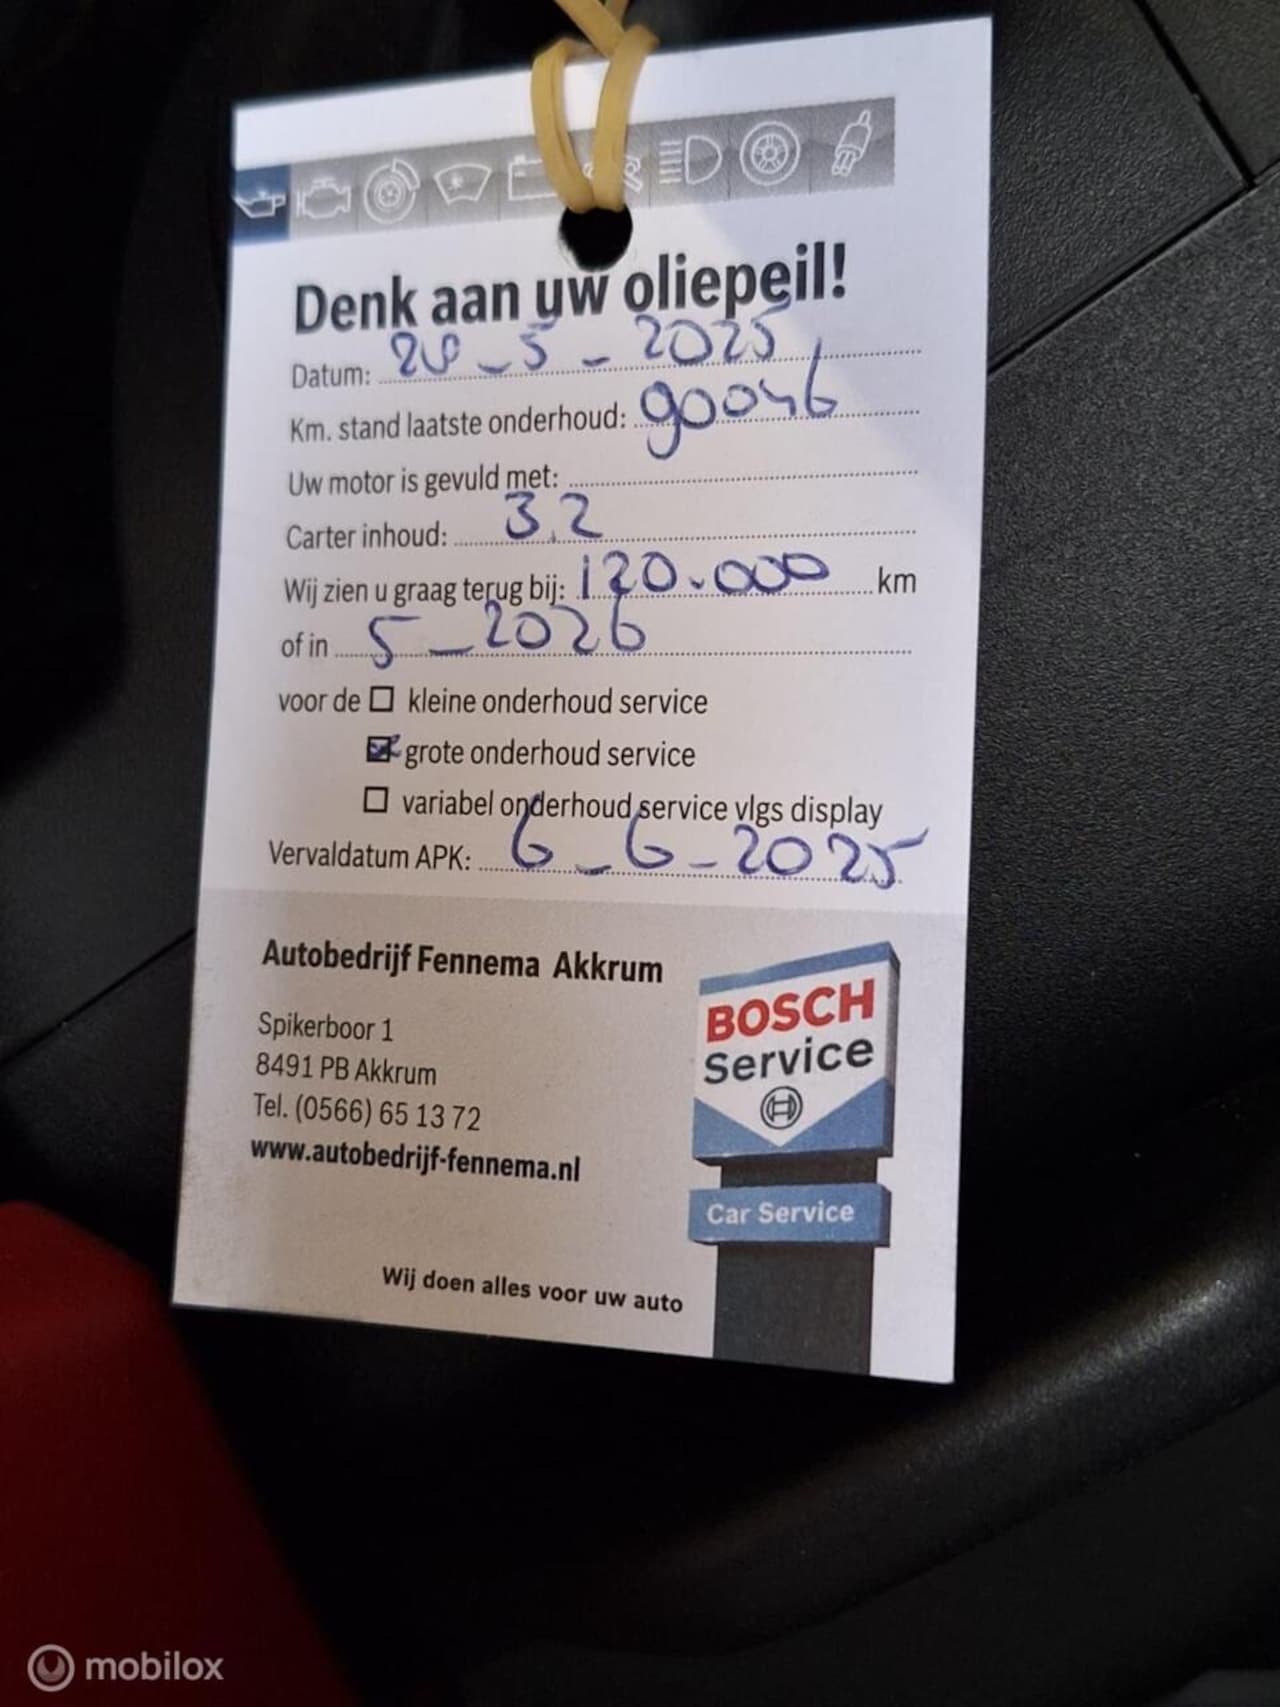 Denk aan uw oliepeil!
Datum: 28-5-2025
Km. stand laatste onderhoud: 90046
Uw motor is gevuld met:
Carter inhoud: 3,2
Wij zien u graag terug bij: 120.000 km
of in 5-2026
voor de ☐ kleine onderhoud service
☒ grote onderhoud service
☐ variabel onderhoud service vlgs display
Vervaldatum APK: 6-6-2025
Autobedrijf Fennema Akkrum
Spikerboor 1
8491 PB Akkrum
Tel. (0566) 65 13 72
www.autobedrijf-fennema.nl
BOSCH
Service
Car Service
Wij doen alles voor uw auto
mobilox